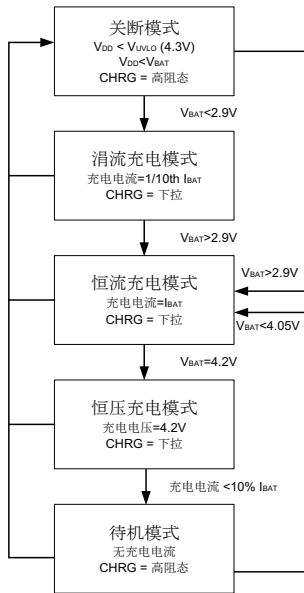 关断模式
VDD < VUVLO (4.3V)
VDD<VBAT
CHRG = 高阻态
VBAT<2.9V
涓流充电模式
充电电流=1/10th IBAT
CHRG = 下拉
VBAT>2.9V
恒流充电模式
充电电流=IBAT
CHRG = 下拉
VBAT>2.9V
VBAT<4.05V
VBAT=4.2V
恒压充电模式
充电电压=4.2V
CHRG = 下拉
充电电流 <10% IBAT
待机模式
无充电电流
CHRG = 高阻态